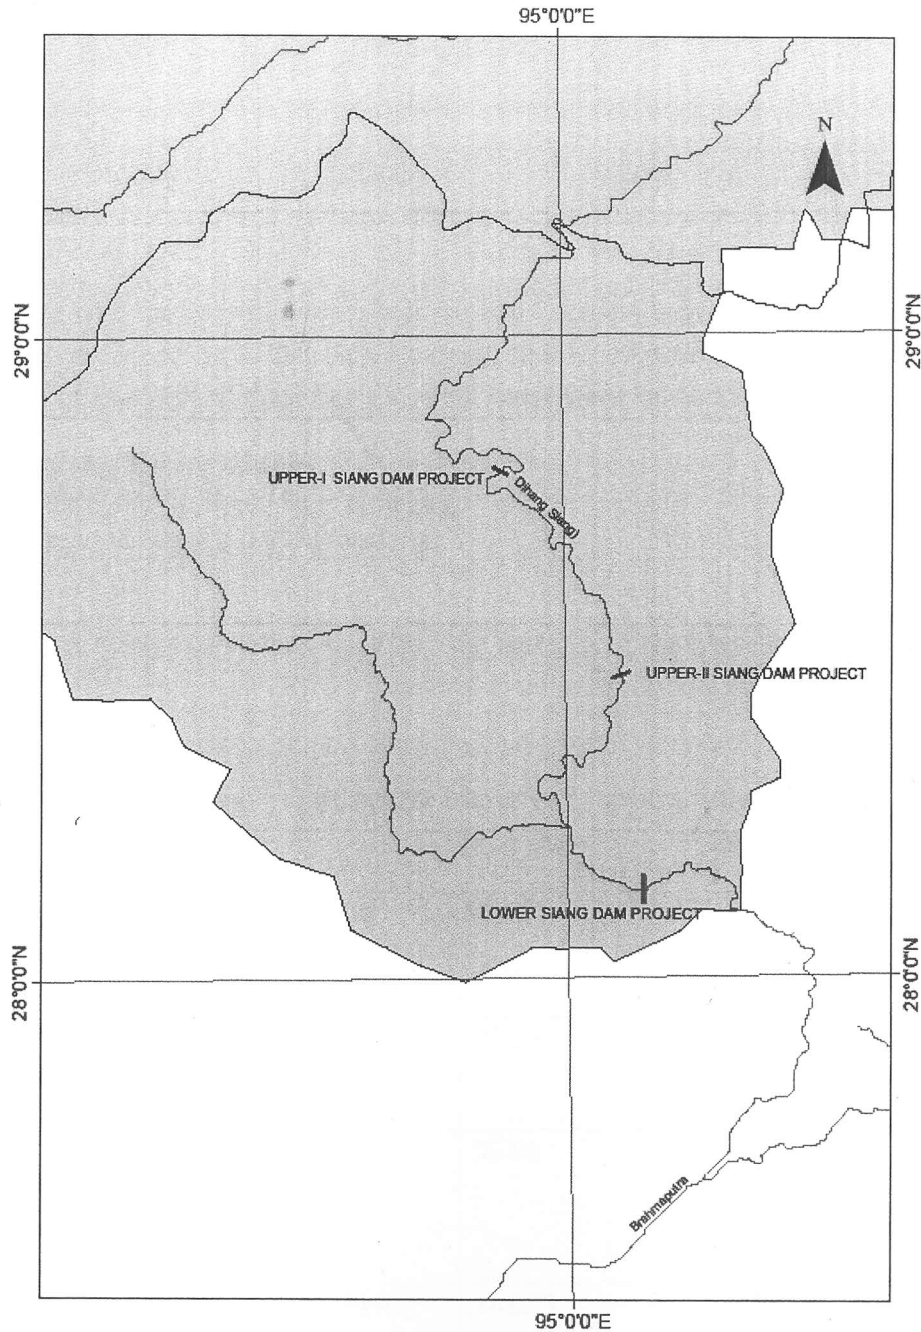 95°0'0"E
N
29°0'0"N
29°0'0"N
UPPER-I SIANG DAM PROJECT
Dihang Siang)
UPPER-II SIANG DAM PROJECT
LOWER SIANG DAM PROJECT
28°0'0"N
28°0'0"N
Brahmaputra
95°0'0"E